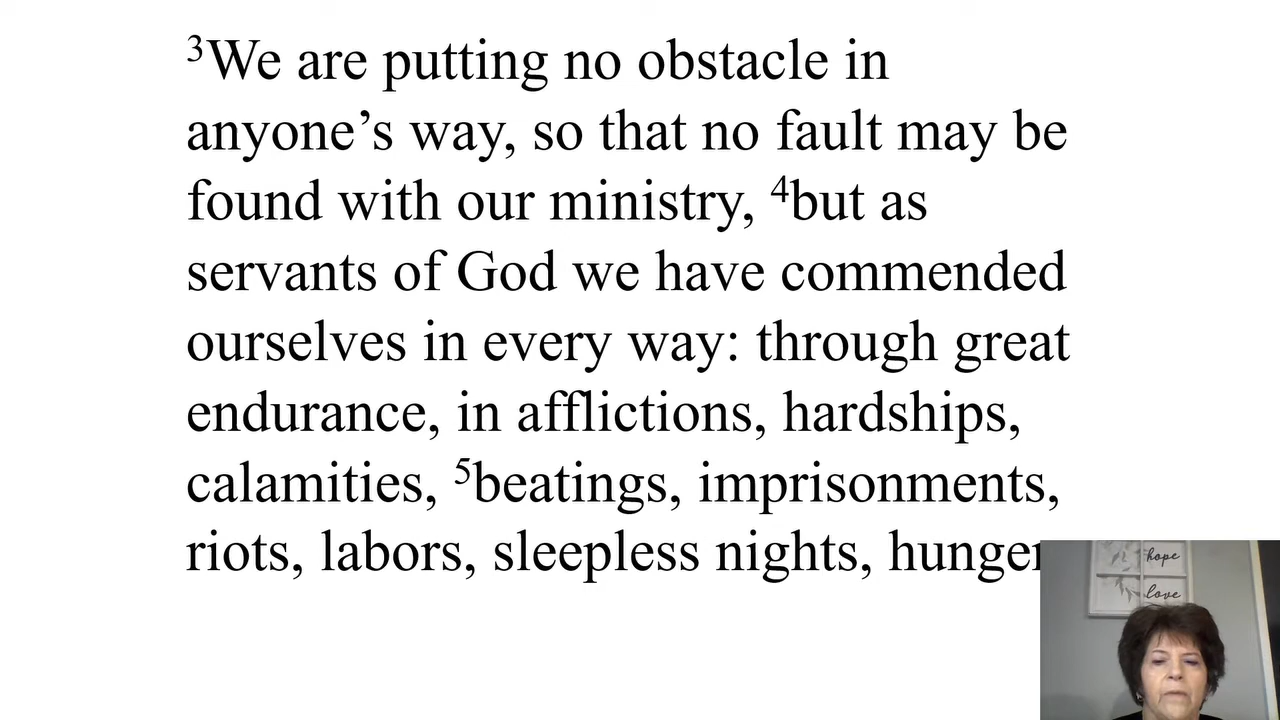 ³We are putting no obstacle in
anyone’s way, so that no fault may be
found with our ministry, ⁴but as
servants of God we have commended
ourselves in every way: through great
endurance, in afflictions, hardships,
calamities, ⁵beatings, imprisonments,
riots, labors, sleepless nights, hunger
hope
love